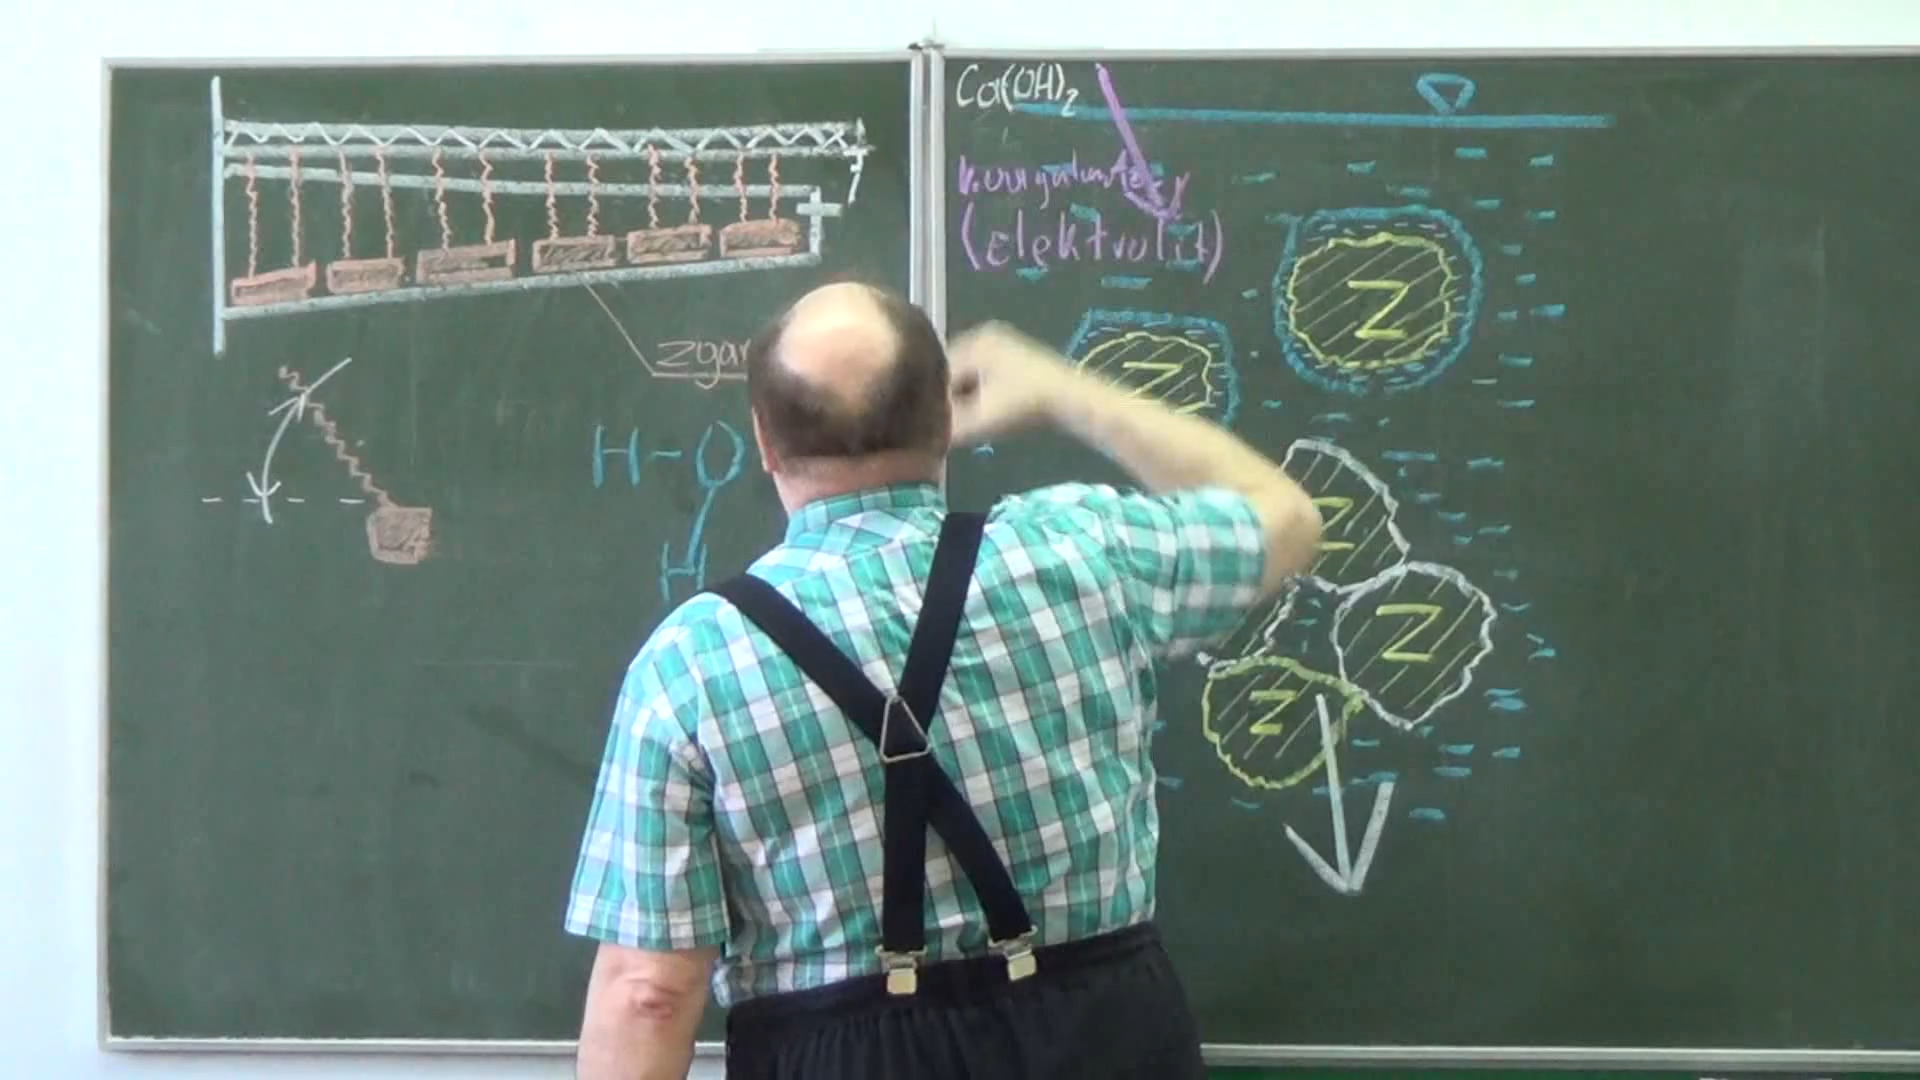 Ca(OH)₂
(Elektrolit)
Z
Z
Z
Z
Z
H-O
H